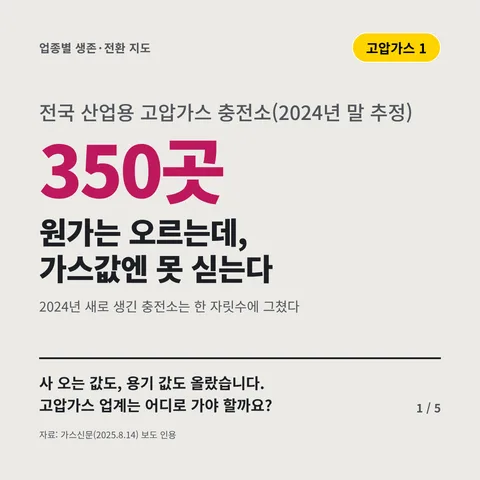 업종별 생존·전환 지도
고압가스 1
전국 산업용 고압가스 충전소(2024년 말 추정)
350곳
원가는 오르는데,
가스값엔 못 싣는다
2024년 새로 생긴 충전소는 한 자릿수에 그쳤다
사 오는 값도, 용기 값도 올랐습니다.
고압가스 업계는 어디로 가야 할까요?
1 / 5
자료: 가스신문(2025.8.14) 보도 인용